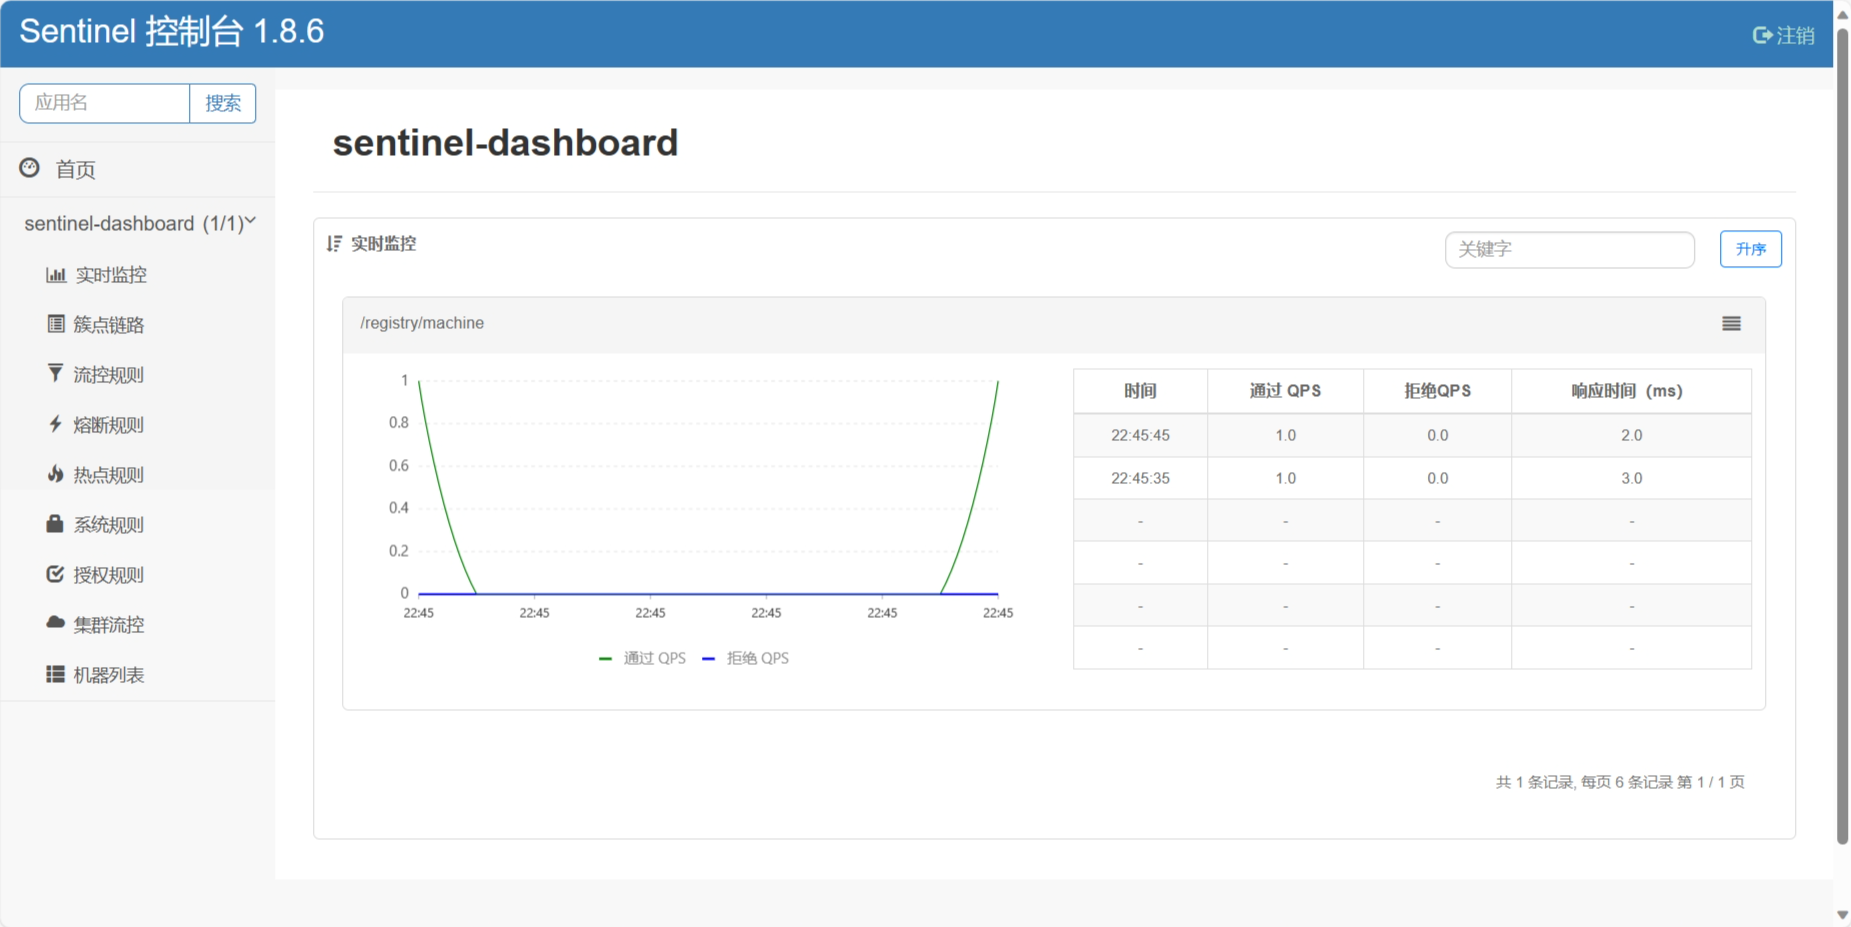 Sentinel 控制台 1.8.6
注销
应用名 搜索
首页
sentinel-dashboard (1/1)
实时监控
簇点链路
流控规则
熔断规则
热点规则
系统规则
授权规则
集群流控
机器列表
sentinel-dashboard
实时监控 关键字 升序
/registry/machine
1
0.8
0.6
0.4
0.2
0
22:45 22:45 22:45 22:45 22:45 22:45
通过 QPS 拒绝 QPS
时间 通过 QPS 拒绝QPS 响应时间（ms）
22:45:45 1.0 0.0 2.0
22:45:35 1.0 0.0 3.0
- - - -
- - - -
- - - -
- - - -
共 1 条记录, 每页 6 条记录 第 1 / 1 页